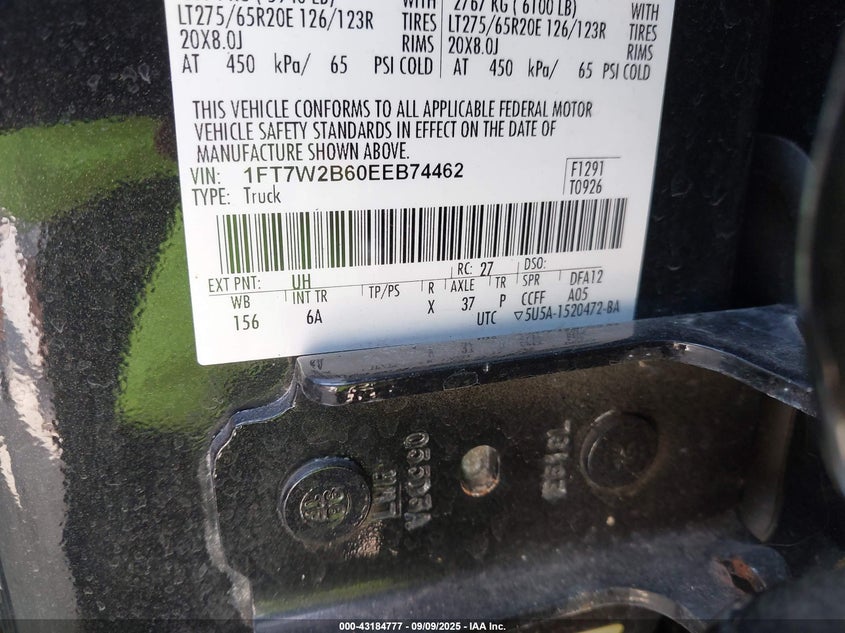 2767 KG ( 6100 LB)
WITH
LT275/65R20E 126/123R TIRES LT275/65R20E 126/123R TIRES
20X8.0J RIMS 20X8.0J RIMS
AT 450 kPa/ 65 PSI COLD AT 450 kPa/ 65 PSI COLD
THIS VEHICLE CONFORMS TO ALL APPLICABLE FEDERAL MOTOR
VEHICLE SAFETY STANDARDS IN EFFECT ON THE DATE OF
MANUFACTURE SHOWN ABOVE.
VIN: 1FT7W2B60EEB74462 F1291
TYPE: Truck T0926
EXT PNT: UH RC: 27 DSO:
WB INT TR TP/PS R AXLE TR SPR DFA12
156 6A X 37 P CCFF A05
UTC ▽5U5A-1520472-BA
000-43184777 - 09/09/2025 - IAA Inc.